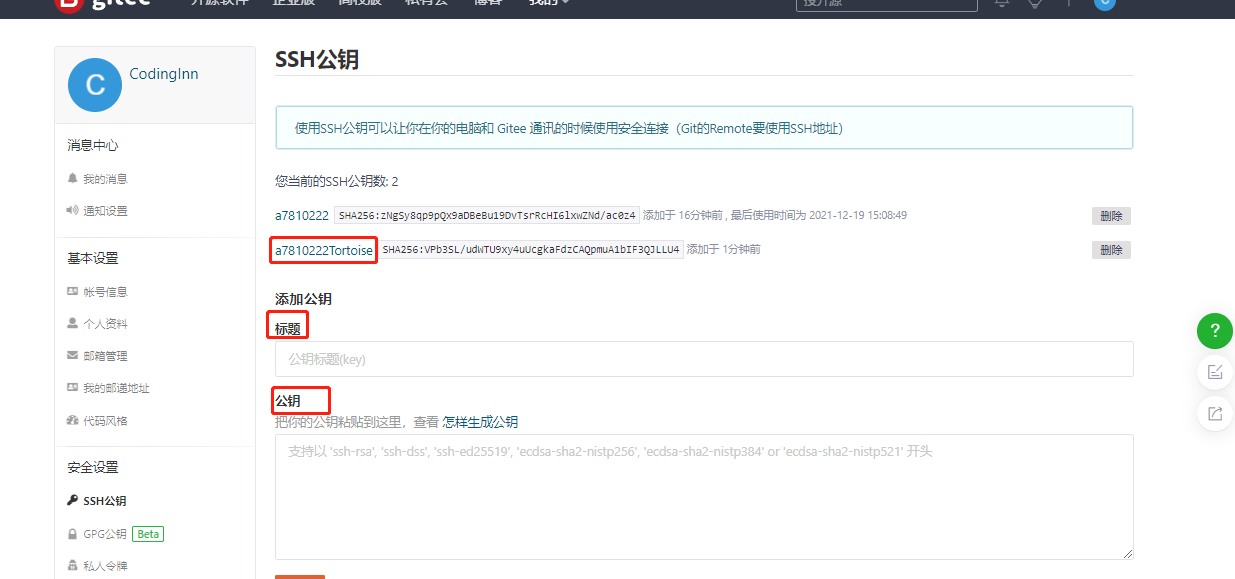 gitee 开源软件 企业版 高校版 私有云 博客 我的 搜开源
C CodingInn
消息中心
我的消息
通知设置
基本设置
帐号信息
个人资料
邮箱管理
我的邮递地址
代码风格
安全设置
SSH公钥
GPG公钥 Beta
私人令牌
SSH公钥
使用SSH公钥可以让你在你的电脑和 Gitee 通讯的时候使用安全连接（Git的Remote要使用SSH地址）
您当前的SSH公钥数: 2
a7810222 SHA256:zNgSy8qp9pQx9aDBeBu19DvTsrRcHI6lxwZNd/ac0z4 添加于 16分钟前 , 最后使用时间为 2021-12-19 15:08:49 删除
a7810222Tortoise SHA256:VPb3SL/udWTU9xy4uUcgkaFdzCAQpmuA1bIF3QJLLU4 添加于 1分钟前 删除
添加公钥
标题
公钥标题(key)
公钥
把你的公钥粘贴到这里，查看 怎样生成公钥
支持以 'ssh-rsa', 'ssh-dss', 'ssh-ed25519', 'ecdsa-sha2-nistp256', 'ecdsa-sha2-nistp384' or 'ecdsa-sha2-nistp521' 开头
?